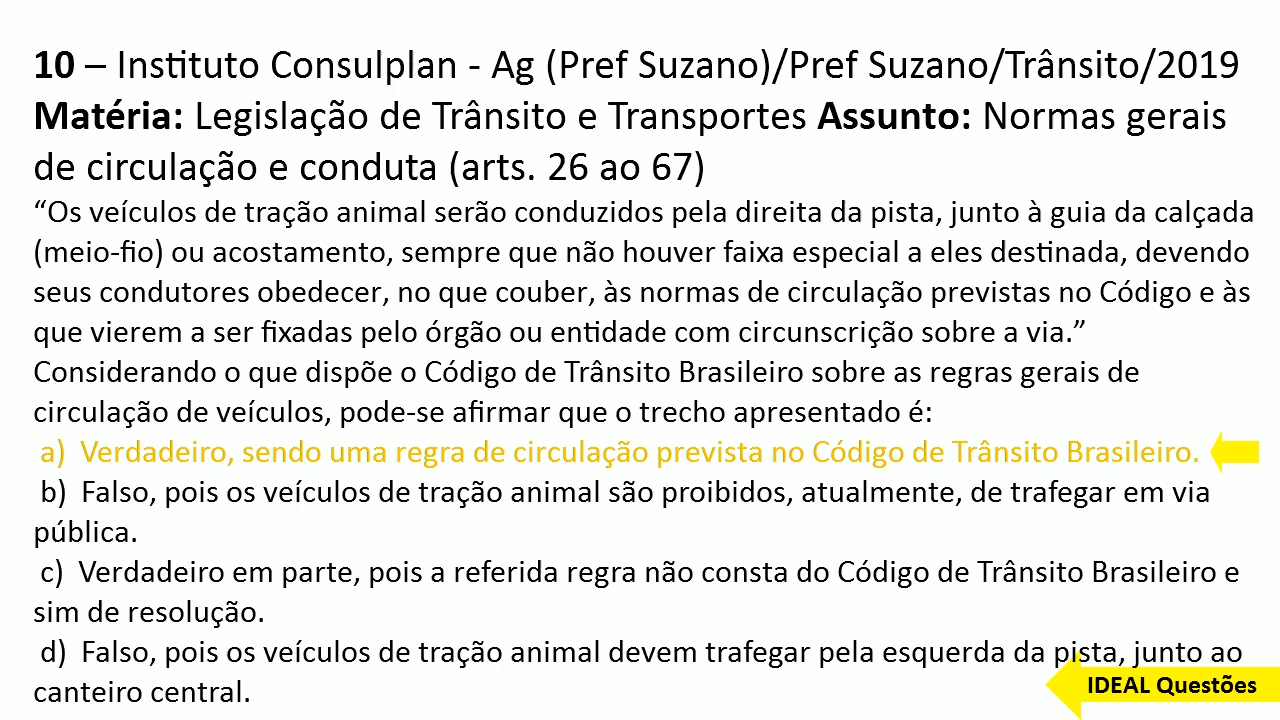 10 – Instituto Consulplan - Ag (Pref Suzano)/Pref Suzano/Trânsito/2019
Matéria: Legislação de Trânsito e Transportes Assunto: Normas gerais
de circulação e conduta (arts. 26 ao 67)
“Os veículos de tração animal serão conduzidos pela direita da pista, junto à guia da calçada
(meio-fio) ou acostamento, sempre que não houver faixa especial a eles destinada, devendo
seus condutores obedecer, no que couber, às normas de circulação previstas no Código e às
que vierem a ser fixadas pelo órgão ou entidade com circunscrição sobre a via.”
Considerando o que dispõe o Código de Trânsito Brasileiro sobre as regras gerais de
circulação de veículos, pode-se afirmar que o trecho apresentado é:
a) Verdadeiro, sendo uma regra de circulação prevista no Código de Trânsito Brasileiro.
b) Falso, pois os veículos de tração animal são proibidos, atualmente, de trafegar em via
pública.
c) Verdadeiro em parte, pois a referida regra não consta do Código de Trânsito Brasileiro e
sim de resolução.
d) Falso, pois os veículos de tração animal devem trafegar pela esquerda da pista, junto ao
canteiro central.
IDEAL Questões